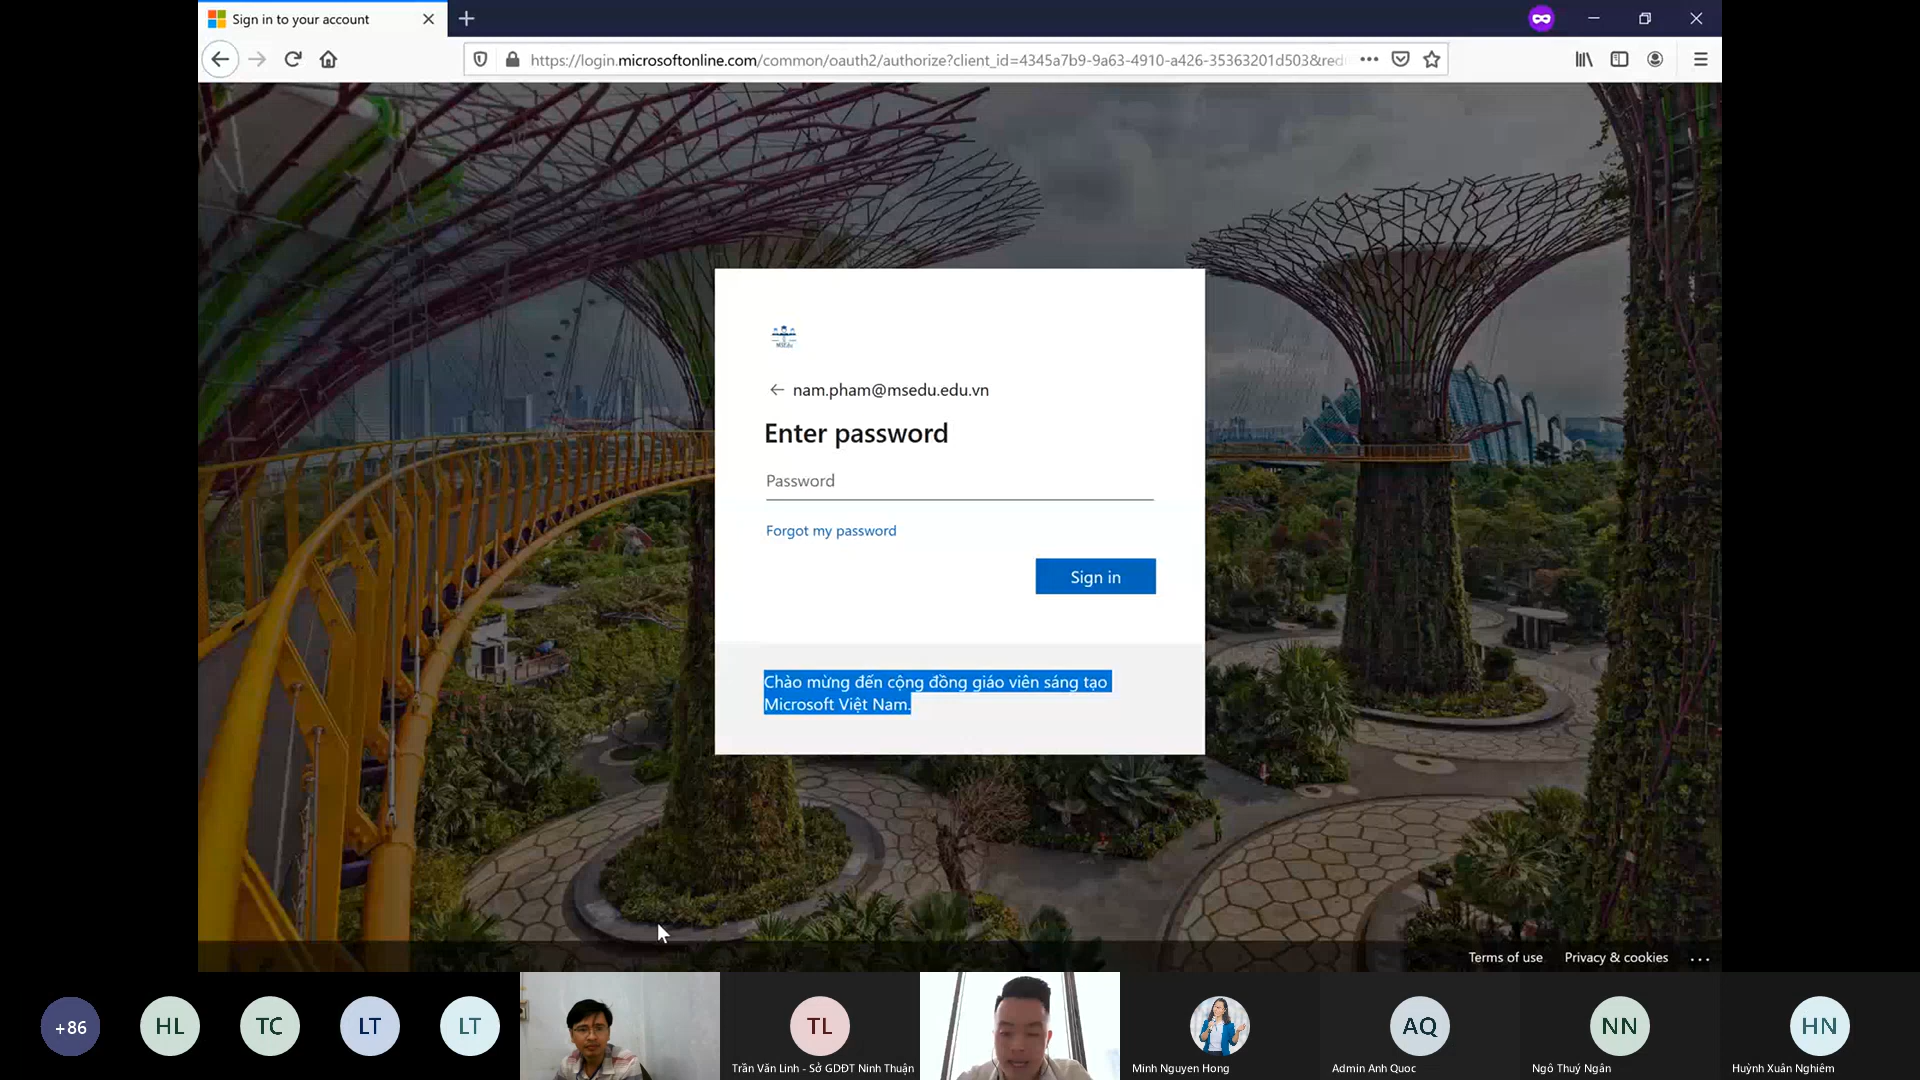 Sign in to your account
https://login.microsoftonline.com/common/oauth2/authorize?client_id=4345a7b9-9a63-4910-a426-35363201d503&red
MSEdu
nam.pham@msedu.edu.vn
Enter password
Password
Forgot my password
Sign in
Chào mừng đến cộng đồng giáo viên sáng tạo
Microsoft Việt Nam.
Terms of use Privacy & cookies ...
+86 HL TC LT LT TL AQ NN HN
Trần Văn Linh - Sở GDĐT Ninh Thuận Minh Nguyen Hong Admin Anh Quoc Ngô Thuý Ngân Huỳnh Xuân Nghiêm